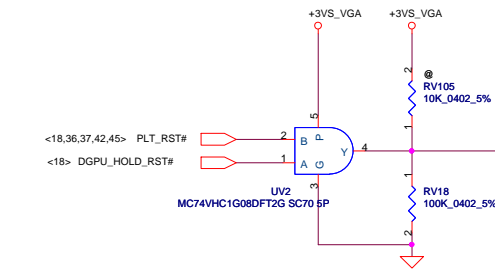 +3VS_VGA +3VS_VGA
2
@
RV105
10K_0402_5%
5
1
<18,36,37,42,45> PLT_RST# 2 B P
Y 4
<18> DGPU_HOLD_RST# 1 A G
UV2
3
MC74VHC1G08DFT2G SC70 5P
1
RV18
100K_0402_5%
2